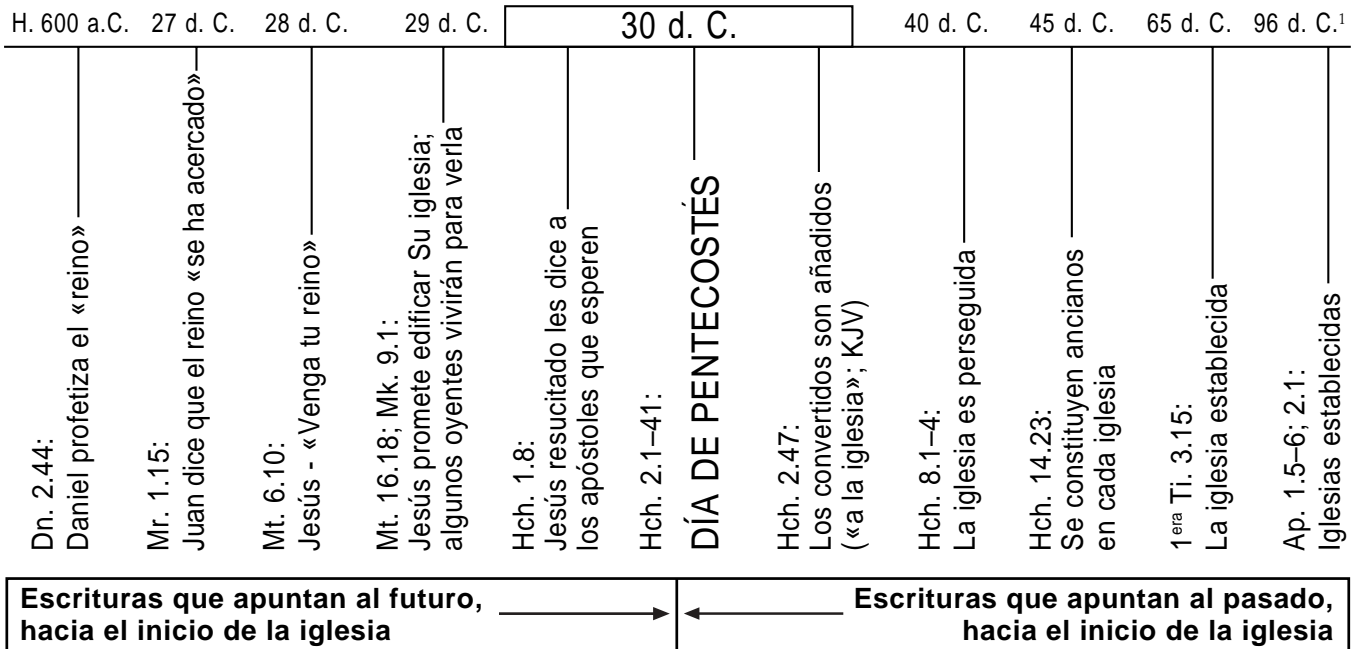 H. 600 a.C. 27 d. C. 28 d. C. 29 d. C. 30 d. C. 40 d. C. 45 d. C. 65 d. C. 96 d. C.¹
Dn. 2.44:
Daniel profetiza el «reino»
Mr. 1.15:
Juan dice que el reino «se ha acercado»
Mt. 6.10:
Jesús - «Venga tu reino»
Mt. 16.18; Mk. 9.1:
Jesús promete edificar Su iglesia;
algunos oyentes vivirán para verla
Hch. 1.8:
Jesús resucitado les dice a
los apóstoles que esperen
Hch. 2.1–41:
DÍA DE PENTECOSTÉS
Hch. 2.47:
Los convertidos son añadidos
(«a la iglesia»; KJV)
Hch. 8.1–4:
La iglesia es perseguida
Hch. 14.23:
Se constituyen ancianos
en cada iglesia
1era Ti. 3.15:
La iglesia establecida
Ap. 1.5–6; 2.1:
Iglesias establecidas
Escrituras que apuntan al futuro,
hacia el inicio de la iglesia
Escrituras que apuntan al pasado,
hacia el inicio de la iglesia